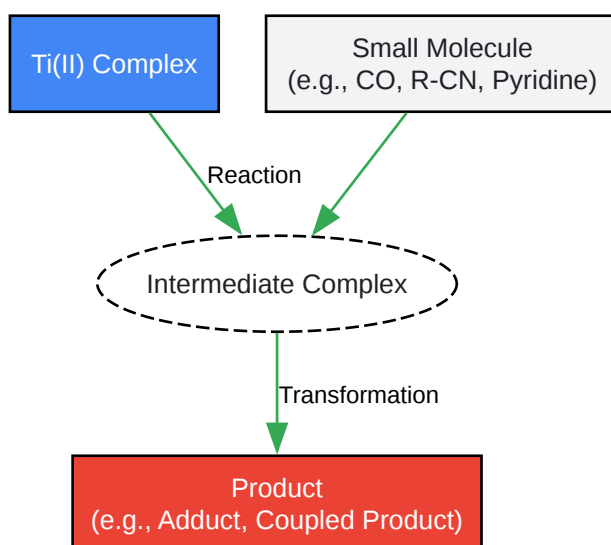 Ti(II) Complex
Small Molecule
(e.g., CO, R-CN, Pyridine)
Reaction
Intermediate Complex
Transformation
Product
(e.g., Adduct, Coupled Product)